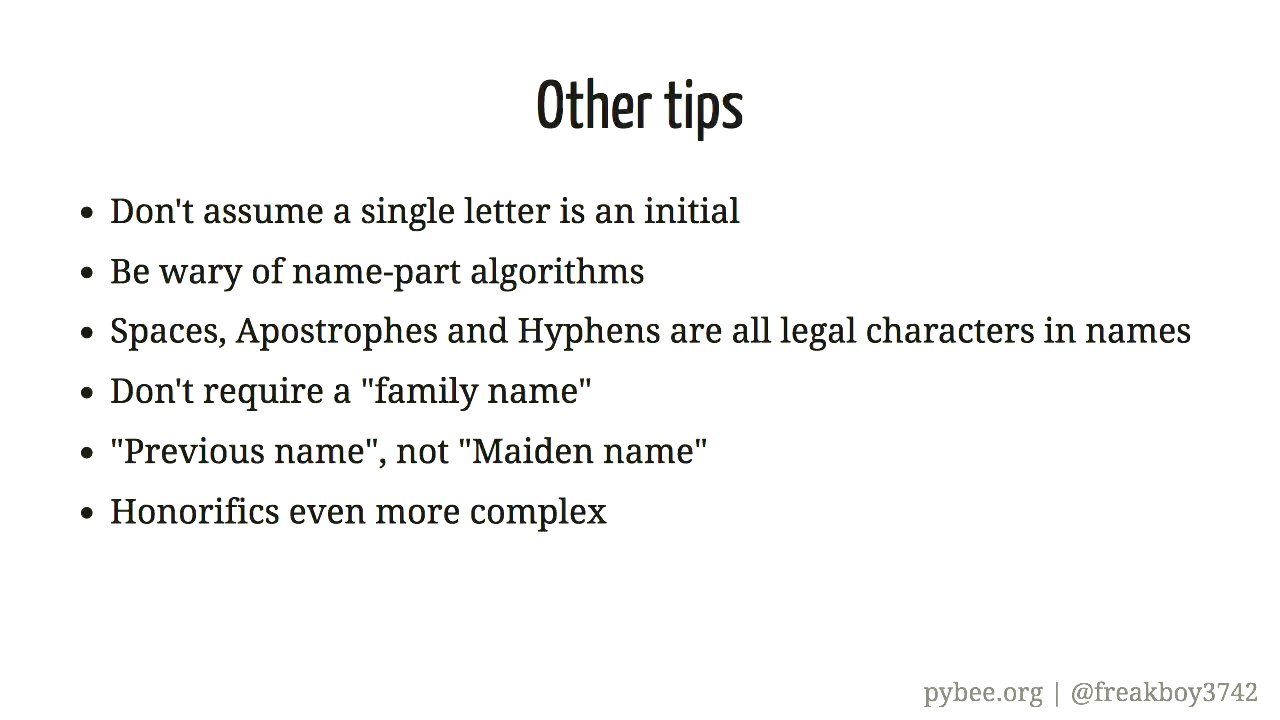 Other tips
• Don't assume a single letter is an initial
• Be wary of name-part algorithms
• Spaces, Apostrophes and Hyphens are all legal characters in names
• Don't require a "family name"
• "Previous name", not "Maiden name"
• Honorifics even more complex
pybee.org | @freakboy3742